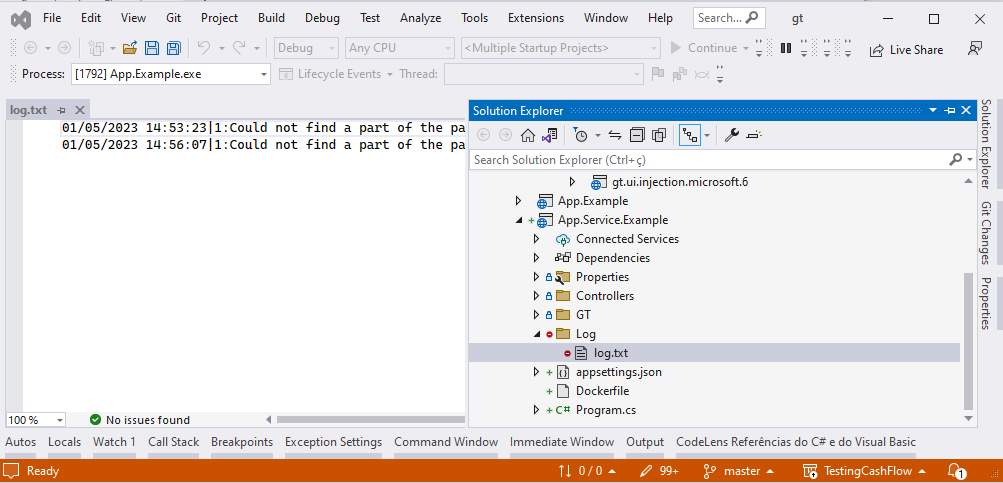 File Edit View Git Project Build Debug Test Analyze Tools Extensions Window Help Search... gt
Debug Any CPU <Multiple Startup Projects> Continue Live Share
Process: [1792] App.Example.exe Lifecycle Events Thread:
log.txt
01/05/2023 14:53:23|1:Could not find a part of the pa
01/05/2023 14:56:07|1:Could not find a part of the pa
100 % No issues found
Solution Explorer
Search Solution Explorer (Ctrl+ç)
gt.ui.injection.microsoft.6
App.Example
App.Service.Example
Connected Services
Dependencies
Properties
Controllers
GT
Log
log.txt
appsettings.json
Dockerfile
C# Program.cs
Solution Explorer
Git Changes
Properties
Autos Locals Watch 1 Call Stack Breakpoints Exception Settings Command Window Immediate Window Output CodeLens Referências do C# e do Visual Basic
Ready 0 / 0 99+ master TestingCashFlow 1